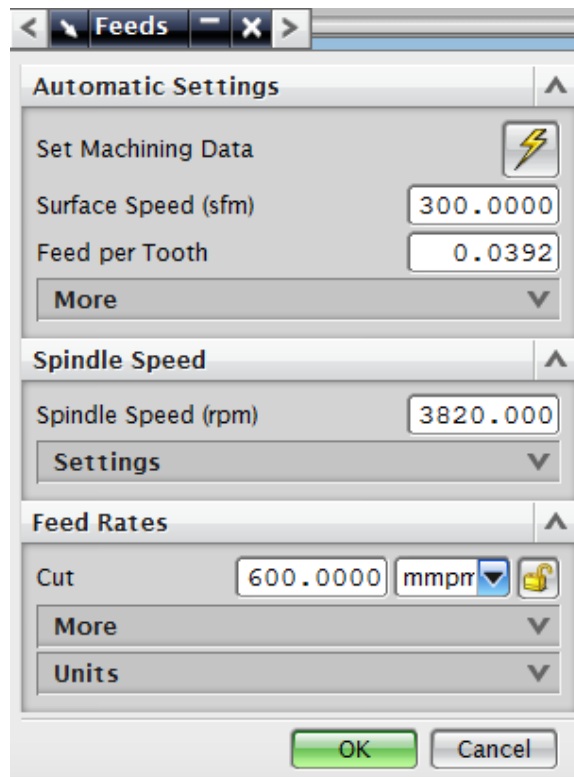 Feeds
Automatic Settings
Set Machining Data
Surface Speed (sfm) 300.0000
Feed per Tooth 0.0392
More
Spindle Speed
Spindle Speed (rpm) 3820.000
Settings
Feed Rates
Cut 600.0000 mmpm
More
Units
OK Cancel